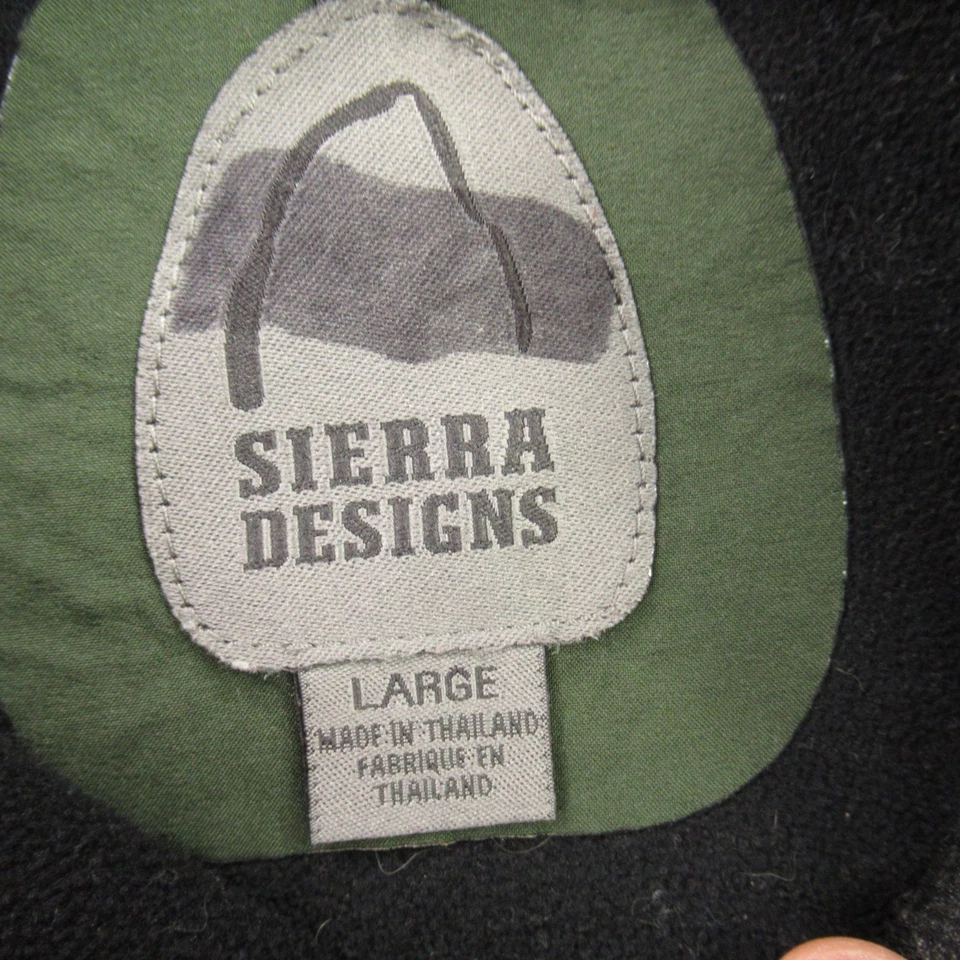 SIERRA
DESIGNS
LARGE
MADE IN THAILAND
FABRIQUE EN
THAILAND